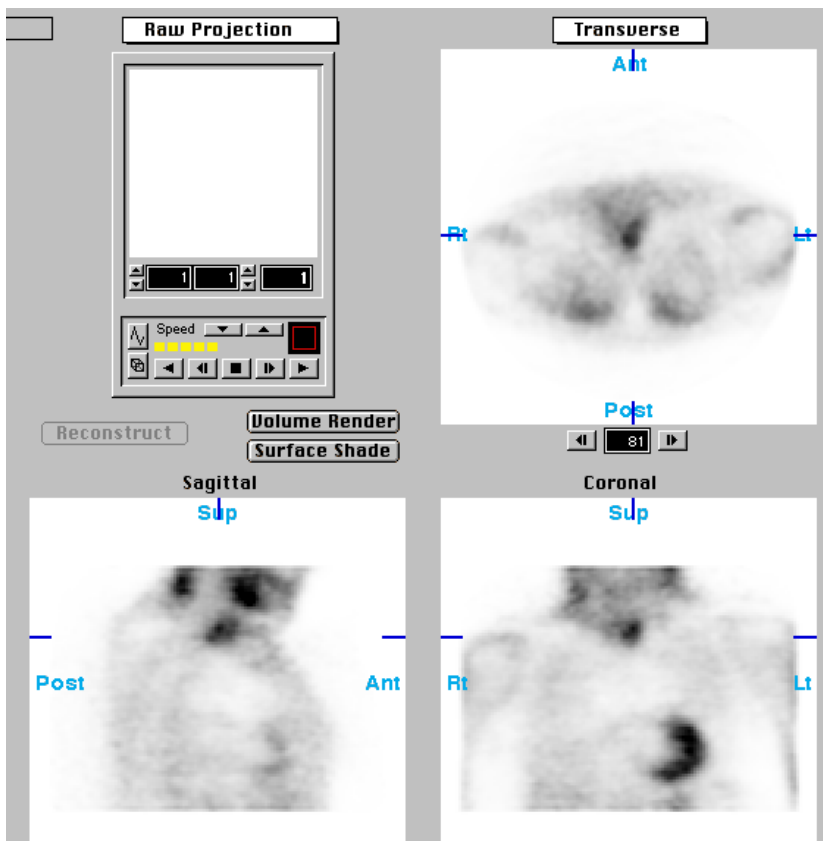 Raw Projection
Transverse
Ant
Rt
Lt
1 1 1
Speed
Post
Reconstruct
Volume Render
Surface Shade
81
Sagittal
Coronal
Sup
Sup
Post
Ant
Rt
Lt